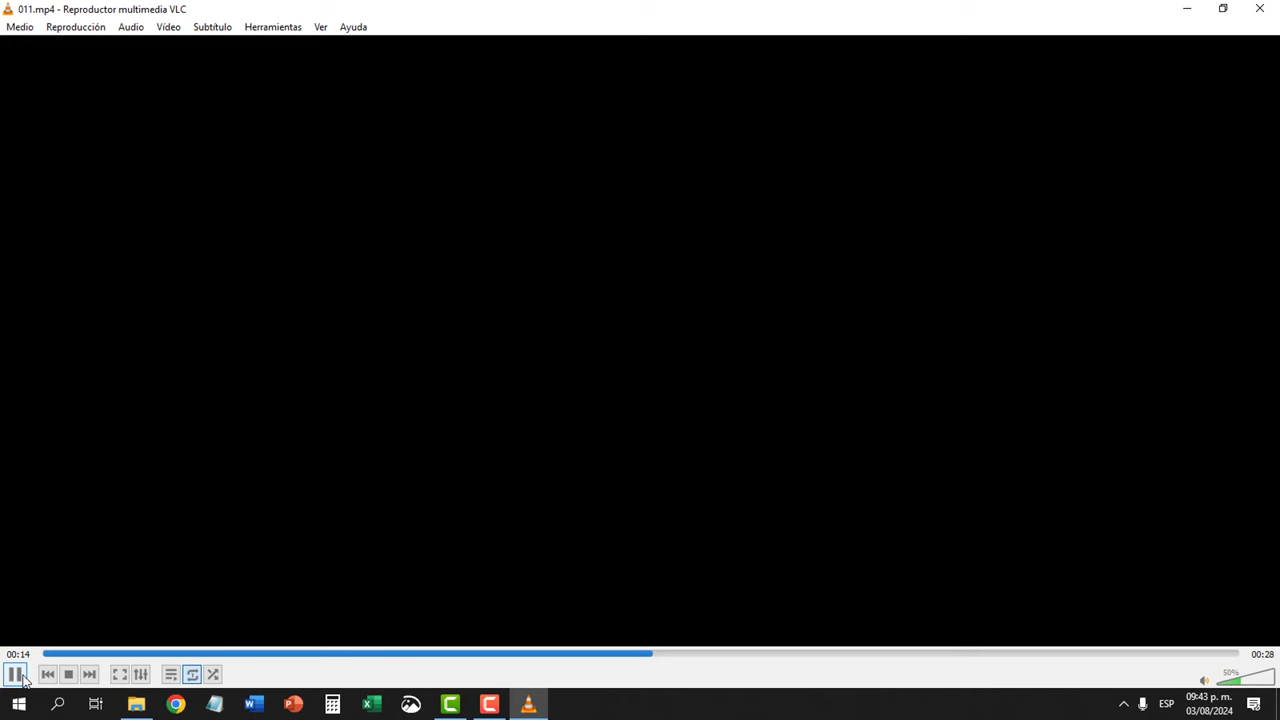 011.mp4 - Reproductor multimedia VLC
Medio Reproducción Audio Vídeo Subtítulo Herramientas Ver Ayuda
00:14 00:28
50%
ESP 09:43 p. m.
03/08/2024